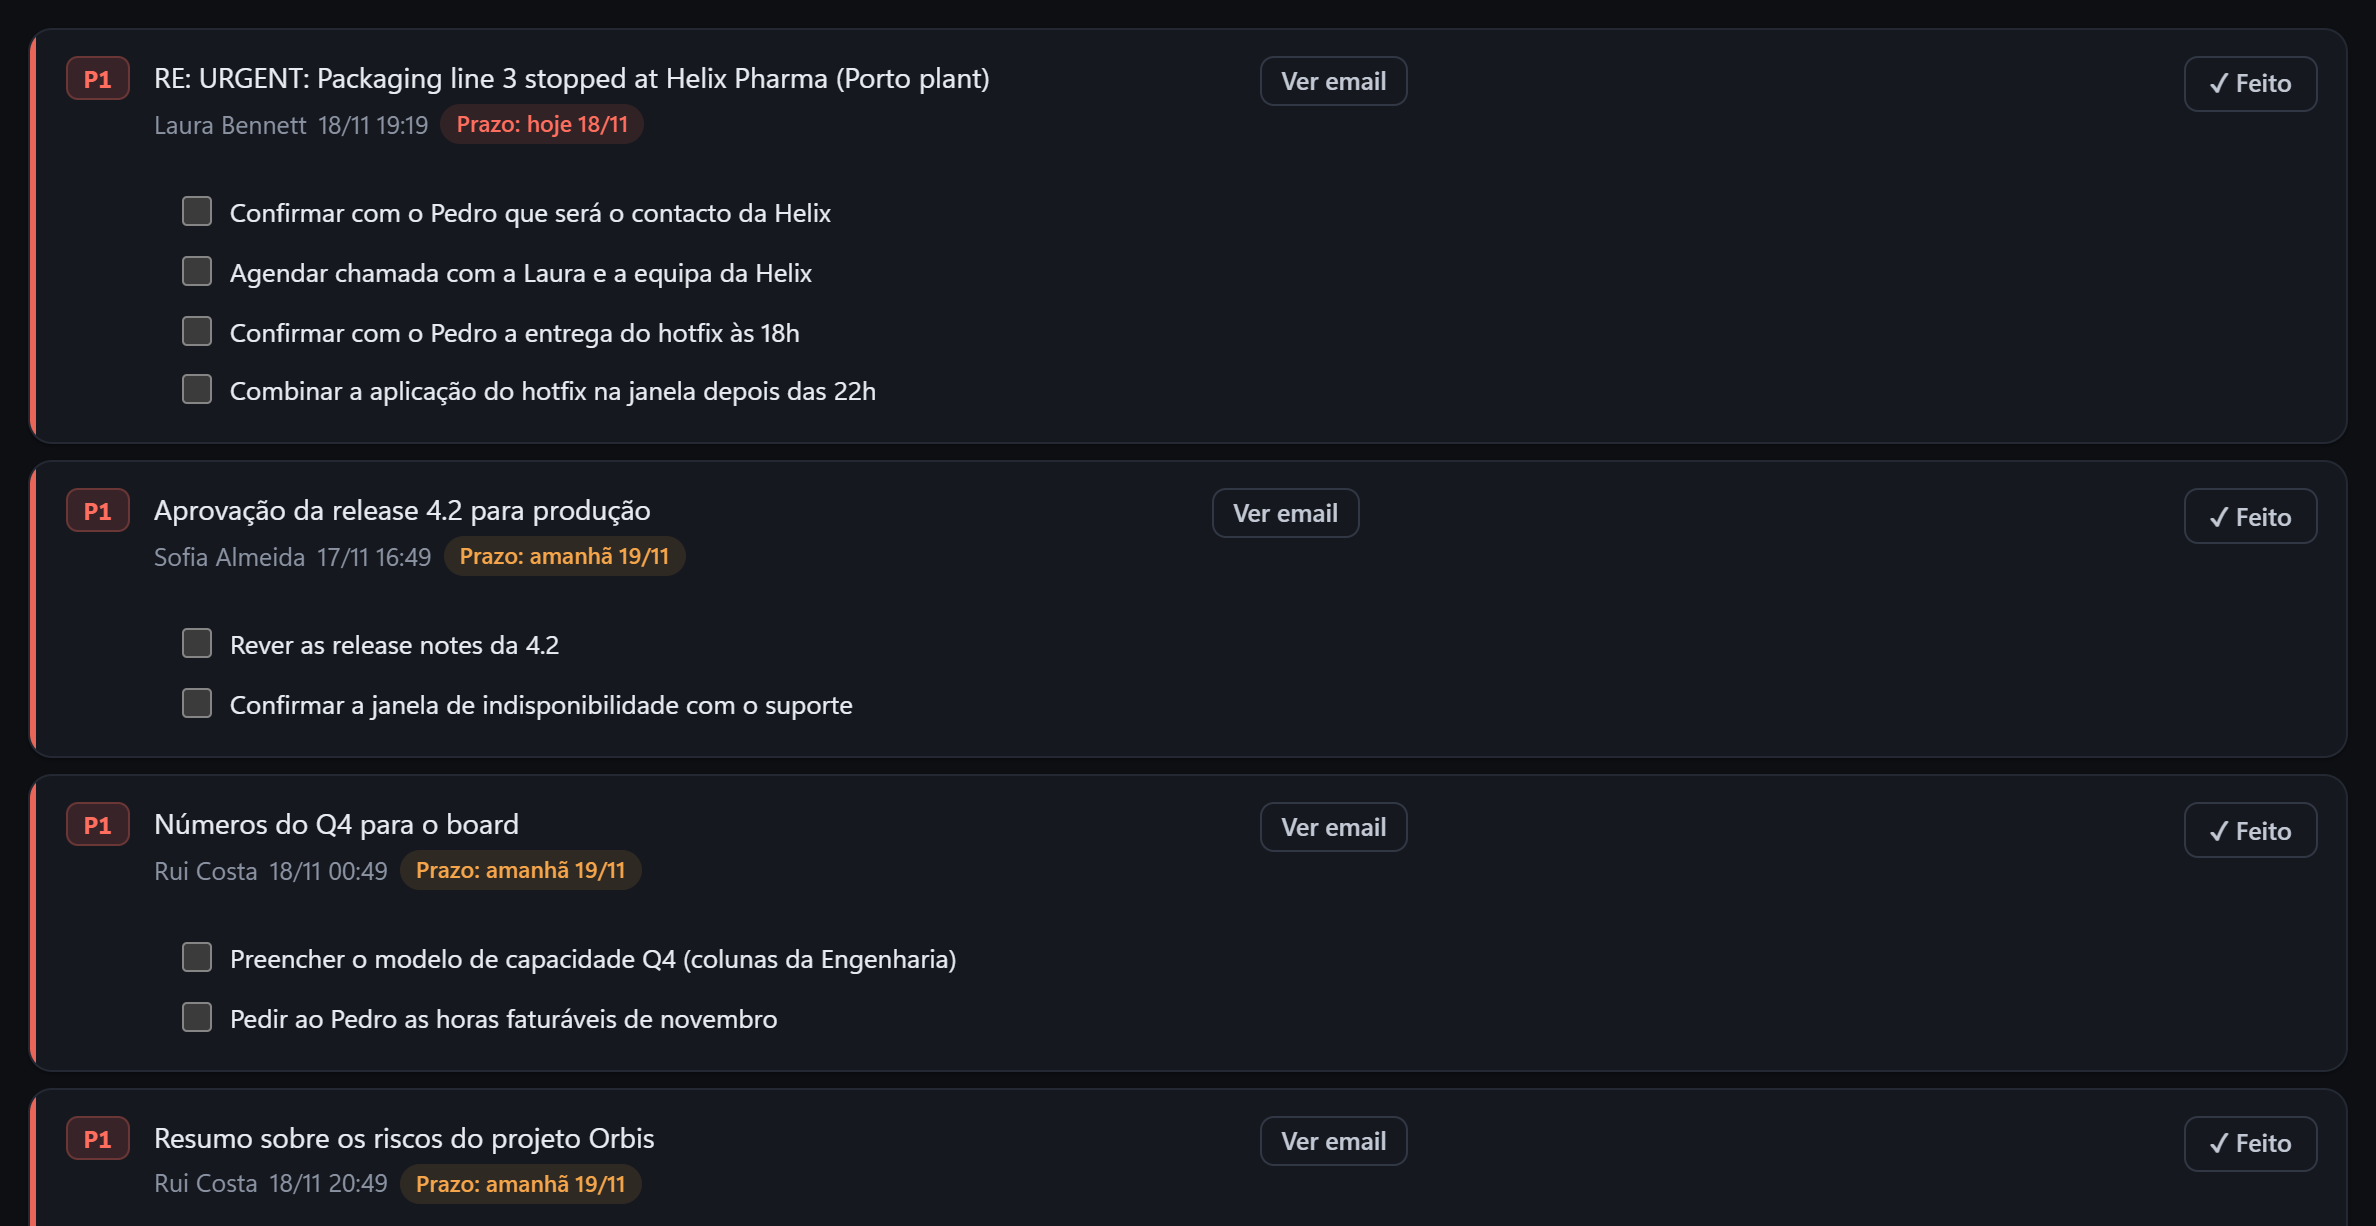 P1 RE: URGENT: Packaging line 3 stopped at Helix Pharma (Porto plant) Ver email ✓ Feito
Laura Bennett 18/11 19:19 Prazo: hoje 18/11
Confirmar com o Pedro que será o contacto da Helix
Agendar chamada com a Laura e a equipa da Helix
Confirmar com o Pedro a entrega do hotfix às 18h
Combinar a aplicação do hotfix na janela depois das 22h
P1 Aprovação da release 4.2 para produção Ver email ✓ Feito
Sofia Almeida 17/11 16:49 Prazo: amanhã 19/11
Rever as release notes da 4.2
Confirmar a janela de indisponibilidade com o suporte
P1 Números do Q4 para o board Ver email ✓ Feito
Rui Costa 18/11 00:49 Prazo: amanhã 19/11
Preencher o modelo de capacidade Q4 (colunas da Engenharia)
Pedir ao Pedro as horas faturáveis de novembro
P1 Resumo sobre os riscos do projeto Orbis Ver email ✓ Feito
Rui Costa 18/11 20:49 Prazo: amanhã 19/11